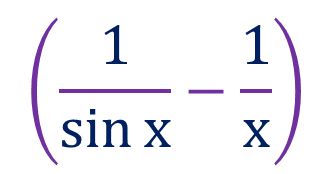 (1/sin x − 1/x)